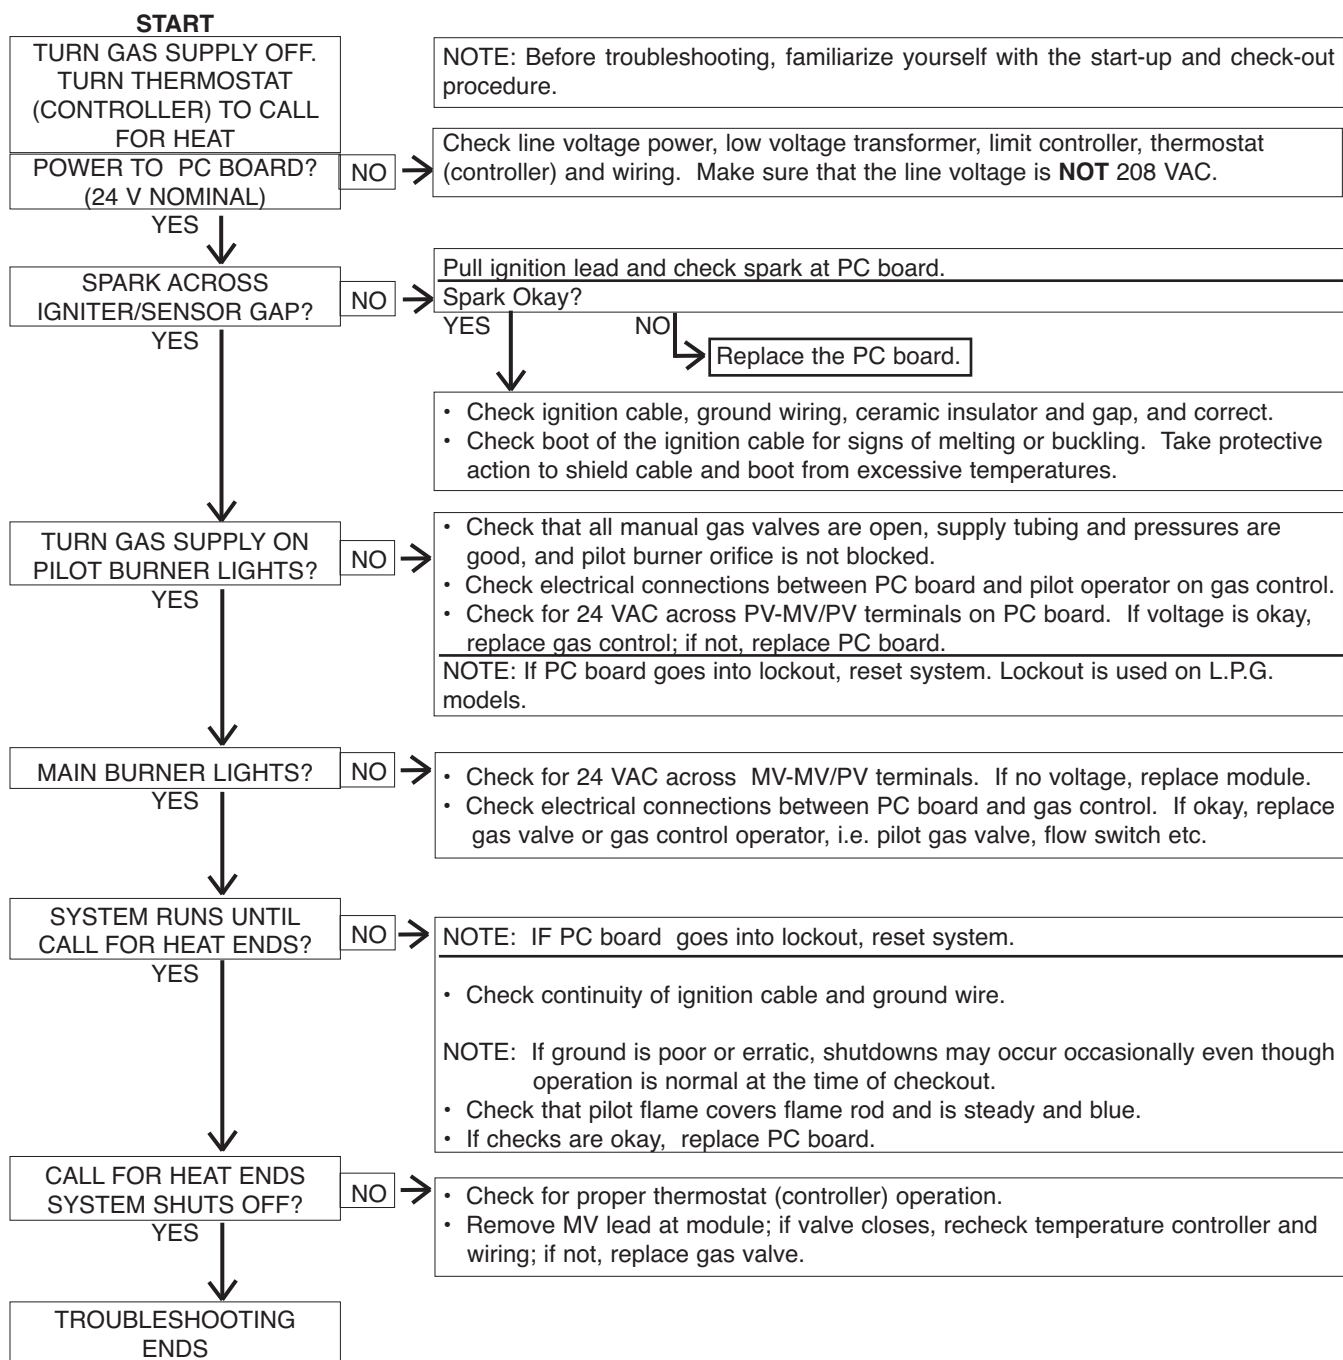 START
TURN GAS SUPPLY OFF.
TURN THERMOSTAT
(CONTROLLER) TO CALL
FOR HEAT
NOTE: Before troubleshooting, familiarize yourself with the start-up and check-out
procedure.
POWER TO PC BOARD?
(24 V NOMINAL)
NO
Check line voltage power, low voltage transformer, limit controller, thermostat
(controller) and wiring. Make sure that the line voltage is NOT 208 VAC.
YES
SPARK ACROSS
IGNITER/SENSOR GAP?
NO
Pull ignition lead and check spark at PC board.
Spark Okay?
YES
NO
Replace the PC board.
YES
• Check ignition cable, ground wiring, ceramic insulator and gap, and correct.
• Check boot of the ignition cable for signs of melting or buckling. Take protective
action to shield cable and boot from excessive temperatures.
TURN GAS SUPPLY ON
PILOT BURNER LIGHTS?
NO
• Check that all manual gas valves are open, supply tubing and pressures are
good, and pilot burner orifice is not blocked.
• Check electrical connections between PC board and pilot operator on gas control.
• Check for 24 VAC across PV-MV/PV terminals on PC board. If voltage is okay,
replace gas control; if not, replace PC board.
NOTE: If PC board goes into lockout, reset system. Lockout is used on L.P.G.
models.
YES
MAIN BURNER LIGHTS?
NO
• Check for 24 VAC across MV-MV/PV terminals. If no voltage, replace module.
• Check electrical connections between PC board and gas control. If okay, replace
gas valve or gas control operator, i.e. pilot gas valve, flow switch etc.
YES
SYSTEM RUNS UNTIL
CALL FOR HEAT ENDS?
NO
NOTE: IF PC board goes into lockout, reset system.
• Check continuity of ignition cable and ground wire.
NOTE: If ground is poor or erratic, shutdowns may occur occasionally even though
operation is normal at the time of checkout.
• Check that pilot flame covers flame rod and is steady and blue.
• If checks are okay, replace PC board.
YES
CALL FOR HEAT ENDS
SYSTEM SHUTS OFF?
NO
• Check for proper thermostat (controller) operation.
• Remove MV lead at module; if valve closes, recheck temperature controller and
wiring; if not, replace gas valve.
YES
TROUBLESHOOTING
ENDS